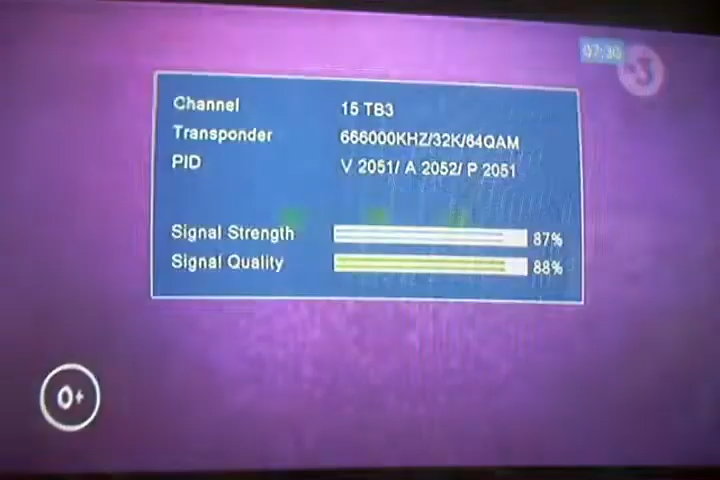 07:30
3
Channel 15 TB3
Transponder 666000KHZ/32K/64QAM
PID V 2051/ A 2052/ P 2051
Signal Strength 87%
Signal Quality 88%
0+